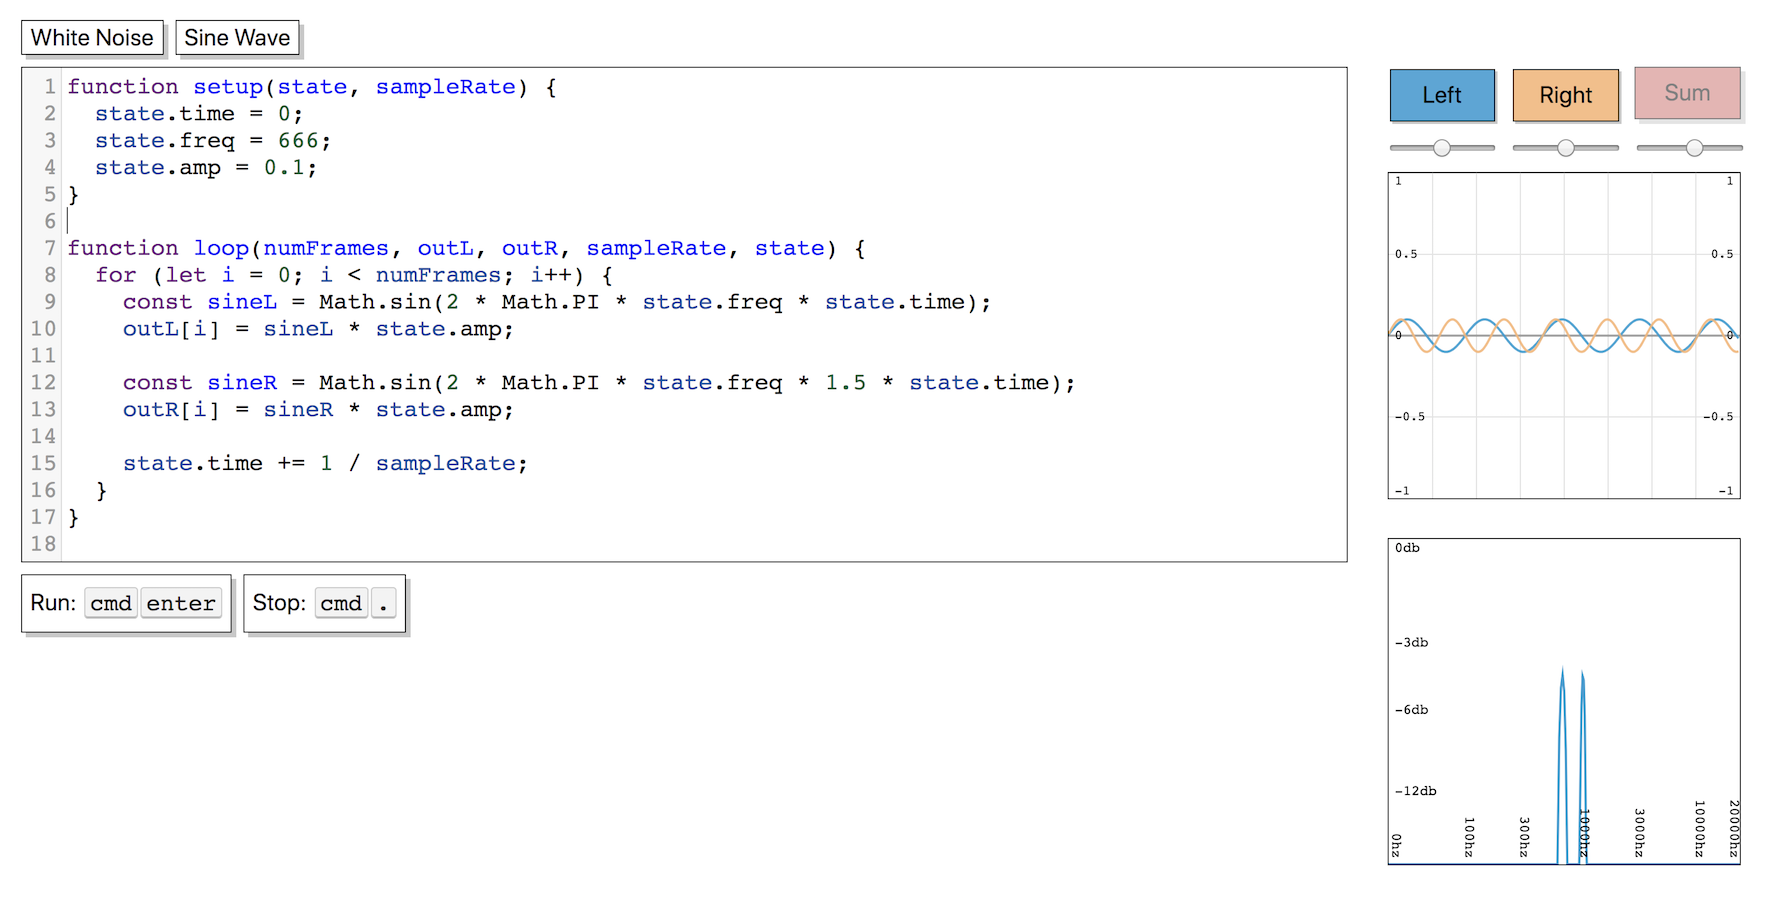 White Noise Sine Wave
1 function setup(state, sampleRate) {
2   state.time = 0;
3   state.freq = 666;
4   state.amp = 0.1;
5 }
6
7 function loop(numFrames, outL, outR, sampleRate, state) {
8   for (let i = 0; i < numFrames; i++) {
9     const sineL = Math.sin(2 * Math.PI * state.freq * state.time);
10     outL[i] = sineL * state.amp;
11
12     const sineR = Math.sin(2 * Math.PI * state.freq * 1.5 * state.time);
13     outR[i] = sineR * state.amp;
14
15     state.time += 1 / sampleRate;
16   }
17 }
18
Run: cmd enter Stop: cmd .
Left Right Sum
1 1
0.5 0.5
0 0
-0.5 -0.5
-1 -1
0db
-3db
-6db
-12db
0hz 100hz 300hz 1000hz 3000hz 10000hz 20000hz